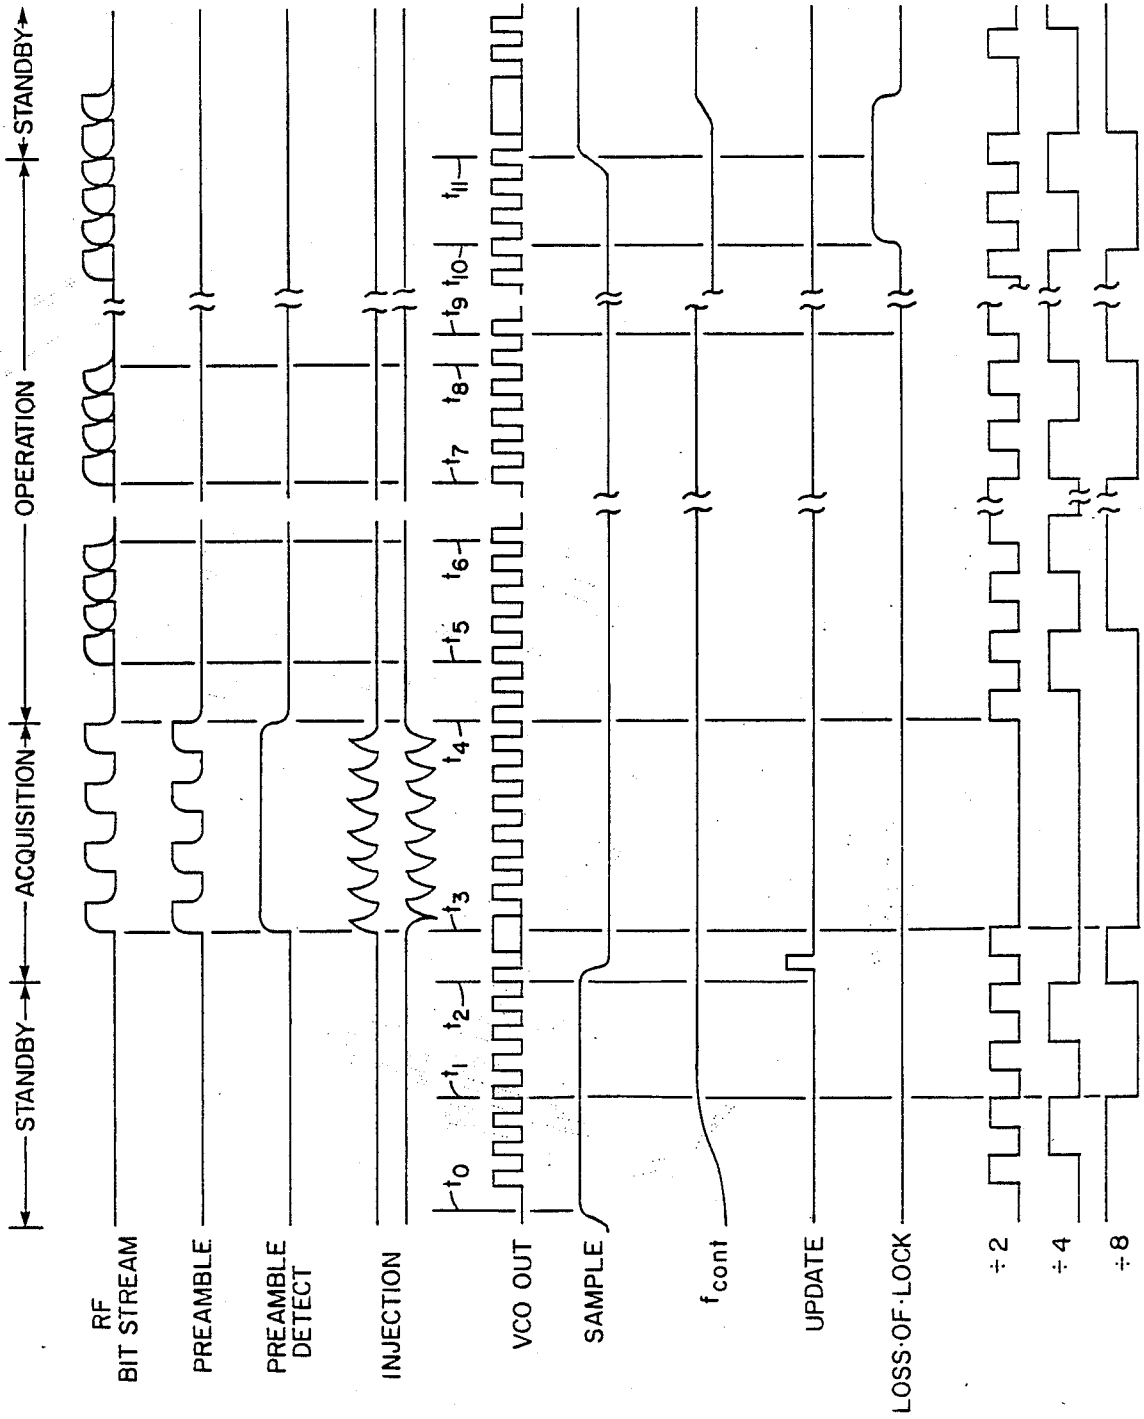 STANDBY
ACQUISITION
OPERATION
STANDBY
RF
BIT STREAM
PREAMBLE
PREAMBLE
DETECT
INJECTION
t0
t1
t2
t3
t4
t5
t6
t7
t8
t9
t10
t11
VCO OUT
SAMPLE
fcont
UPDATE
LOSS·OF·LOCK
÷2
÷4
÷8